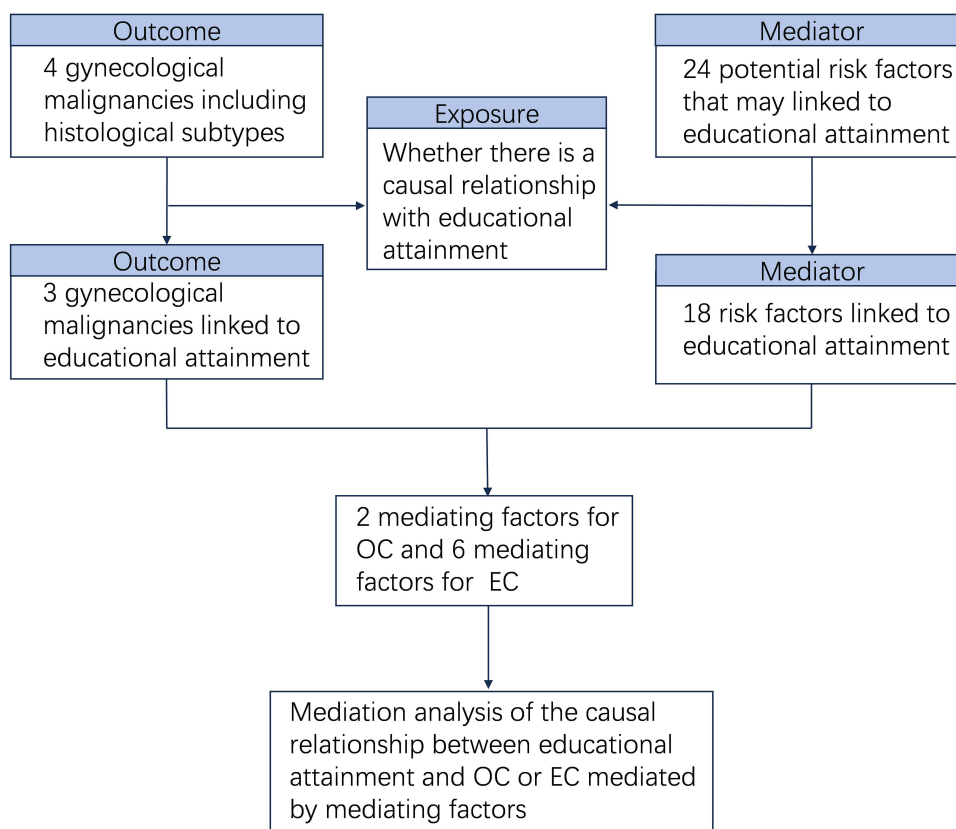 Outcome
4 gynecological
malignancies including
histological subtypes
Mediator
24 potential risk factors
that may linked to
educational attainment
Exposure
Whether there is a
causal relationship
with educational
attainment
Outcome
3 gynecological
malignancies linked to
educational attainment
Mediator
18 risk factors linked to
educational attainment
2 mediating factors for
OC and 6 mediating
factors for EC
Mediation analysis of the causal
relationship between educational
attainment and OC or EC mediated
by mediating factors